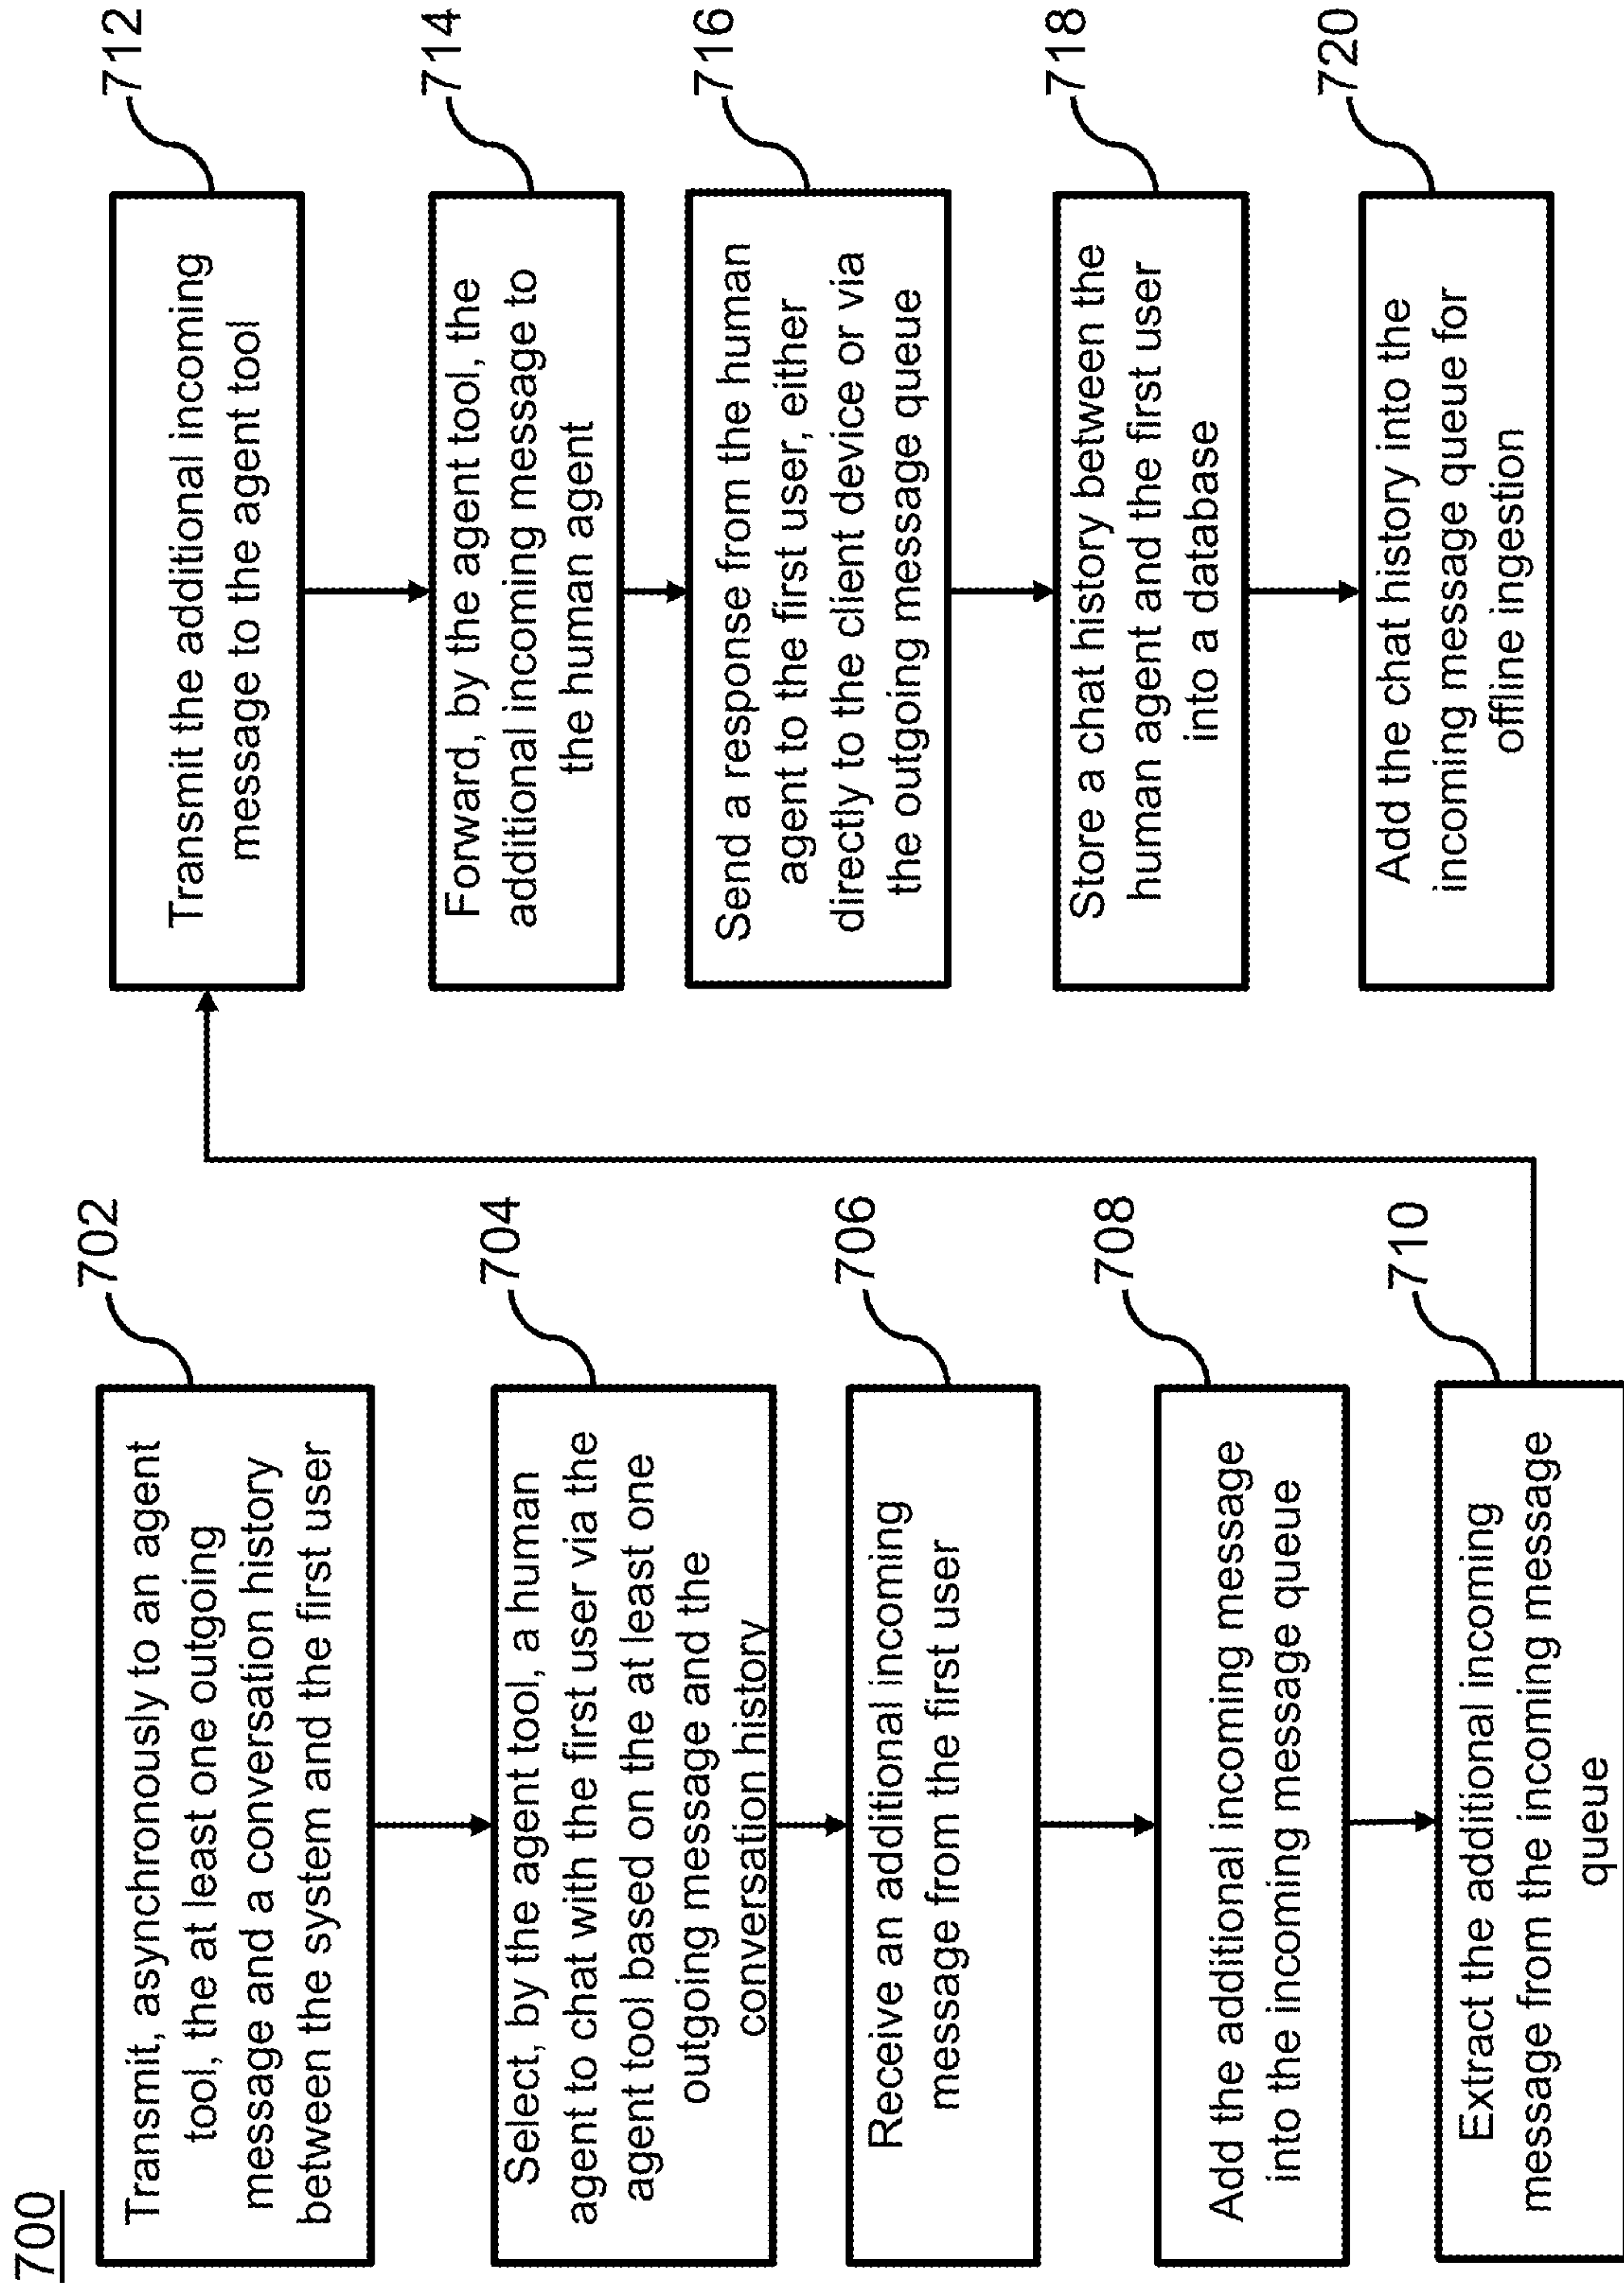 700
702
Transmit, asynchronously to an agent
tool, the at least one outgoing
message and a conversation history
between the system and the first user
704
Select, by the agent tool, a human
agent to chat with the first user via the
agent tool based on the at least one
outgoing message and the
conversation history
706
Receive an additional incoming
message from the first user
708
Add the additional incoming message
into the incoming message queue
710
Extract the additional incoming
message from the incoming message
queue
712
Transmit the additional incoming
message to the agent tool
714
Forward, by the agent tool, the
additional incoming message to
the human agent
716
Send a response from the human
agent to the first user, either
directly to the client device or via
the outgoing message queue
718
Store a chat history between the
human agent and the first user
into a database
720
Add the chat history into the
incoming message queue for
offline ingestion